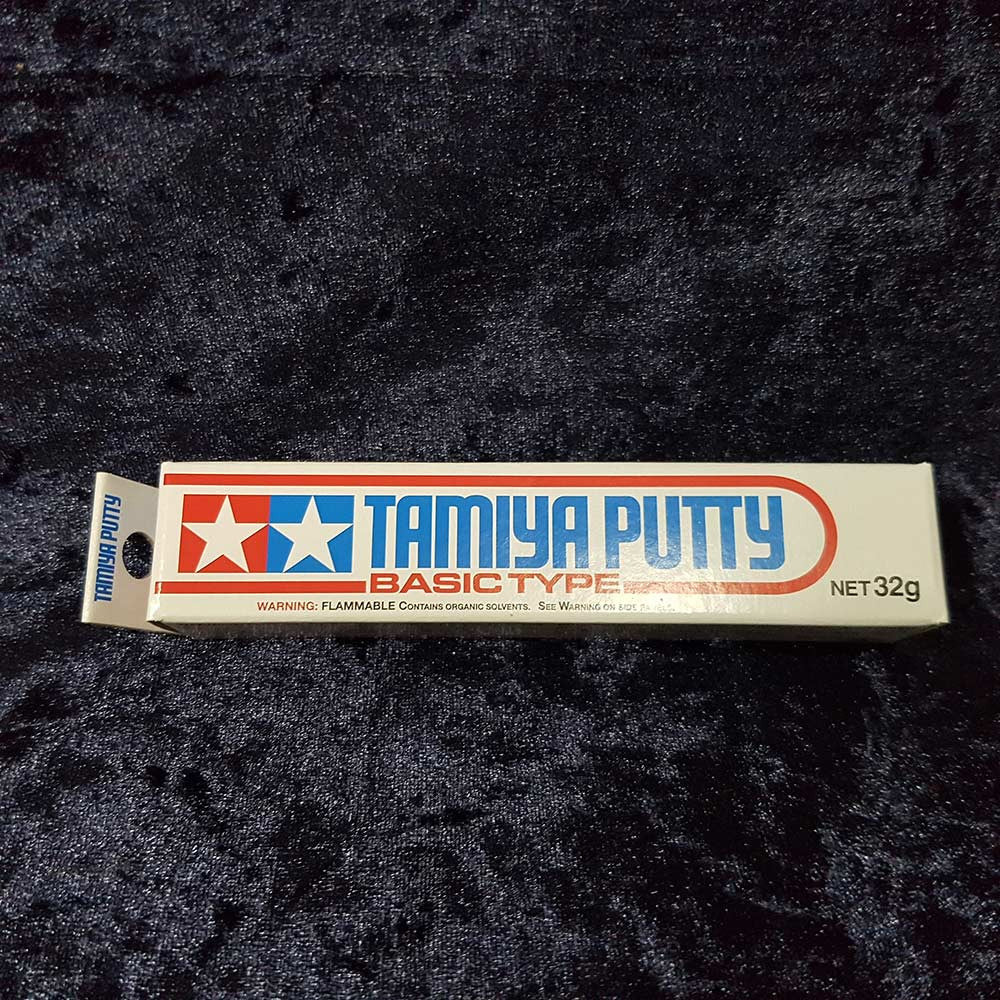 TAMIYA PUTTY
TAMIYA PUTTY
BASIC TYPE
NET 32g
WARNING: FLAMMABLE CONTAINS ORGANIC SOLVENTS. SEE WARNING ON SIDE PANELS.